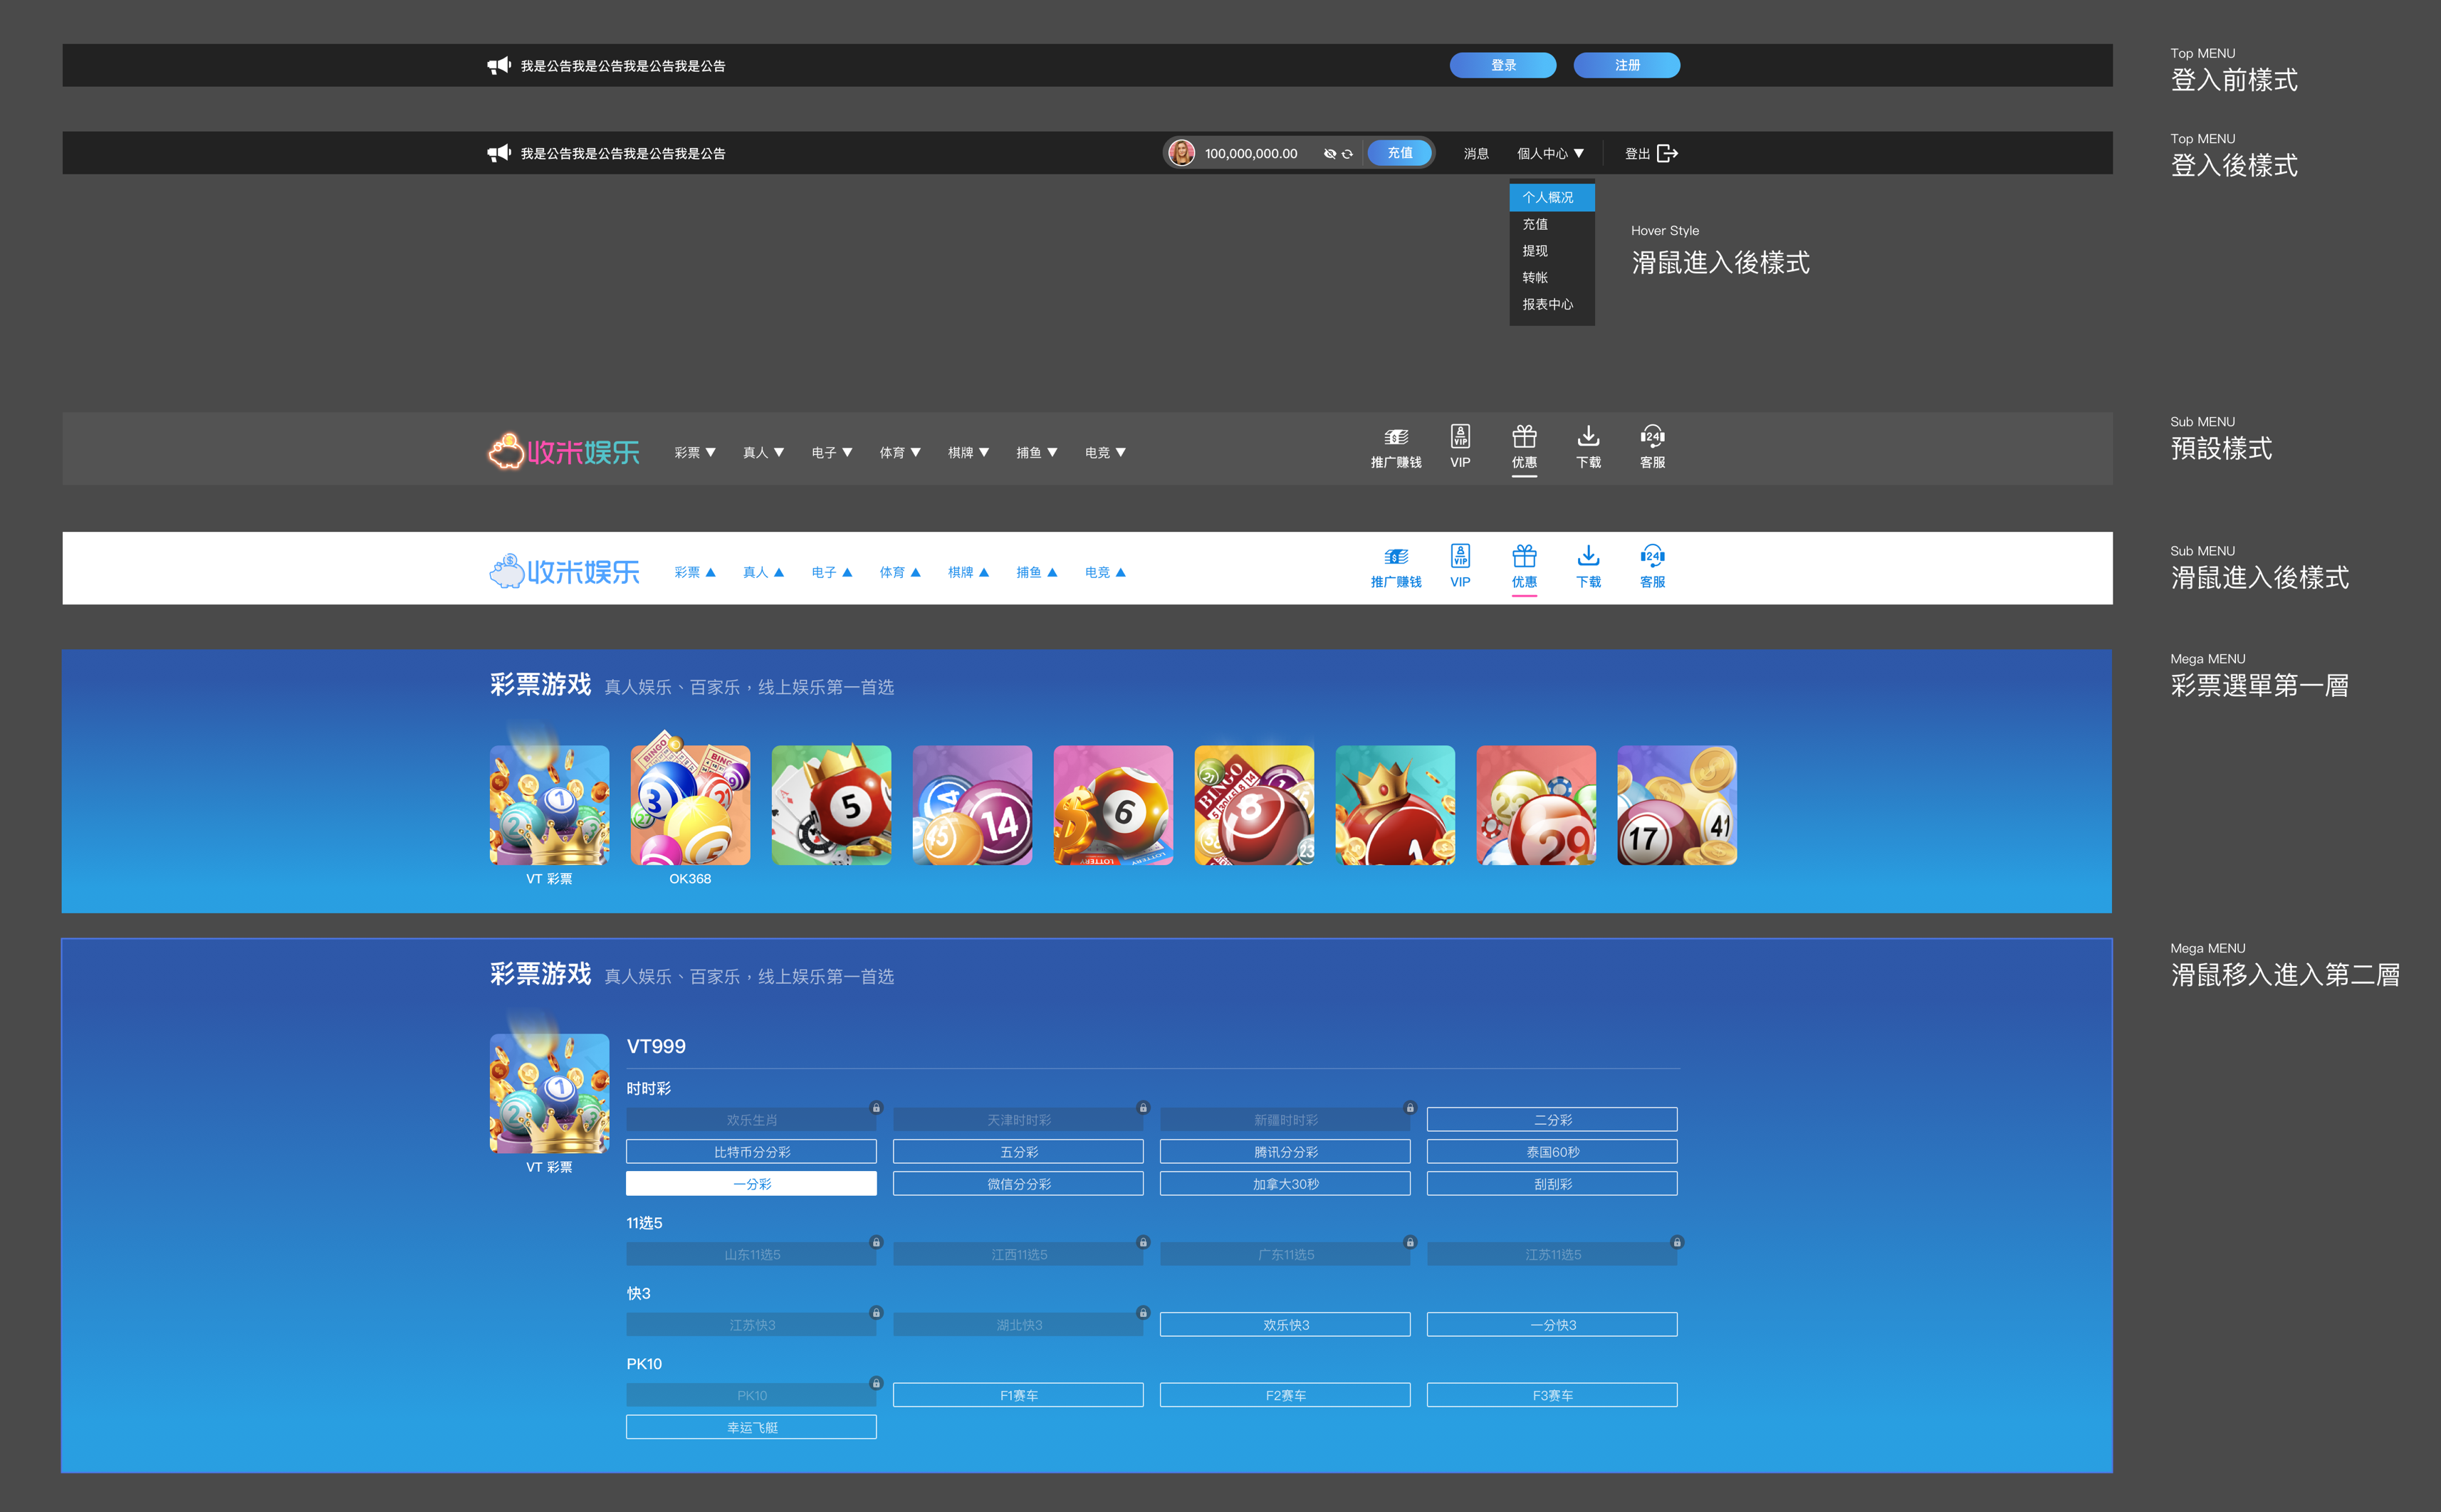 我是公告我是公告我是公告我是公告
登录
注册
Top MENU
登入前樣式
我是公告我是公告我是公告我是公告
100,000,000.00
充值
消息
個人中心 ▼
登出
Top MENU
登入後樣式
个人概况
充值
提现
转帐
报表中心
Hover Style
滑鼠進入後樣式
收米娱乐
彩票 ▼
真人 ▼
电子 ▼
体育 ▼
棋牌 ▼
捕鱼 ▼
电竞 ▼
推广赚钱
VIP
优惠
下载
24
客服
Sub MENU
預設樣式
收米娱乐
彩票 ▲
真人 ▲
电子 ▲
体育 ▲
棋牌 ▲
捕鱼 ▲
电竞 ▲
推广赚钱
VIP
优惠
下载
24
客服
Sub MENU
滑鼠進入後樣式
彩票游戏 真人娱乐、百家乐，线上娱乐第一首选
VT 彩票
OK368
Mega MENU
彩票選單第一層
彩票游戏 真人娱乐、百家乐，线上娱乐第一首选
Mega MENU
滑鼠移入進入第二層
VT 彩票
VT999
时时彩
欢乐生肖
天津时时彩
新疆时时彩
二分彩
比特币分分彩
五分彩
腾讯分分彩
泰国60秒
一分彩
微信分分彩
加拿大30秒
刮刮彩
11选5
山东11选5
江西11选5
广东11选5
江苏11选5
快3
江苏快3
湖北快3
欢乐快3
一分快3
PK10
PK10
F1赛车
F2赛车
F3赛车
幸运飞艇